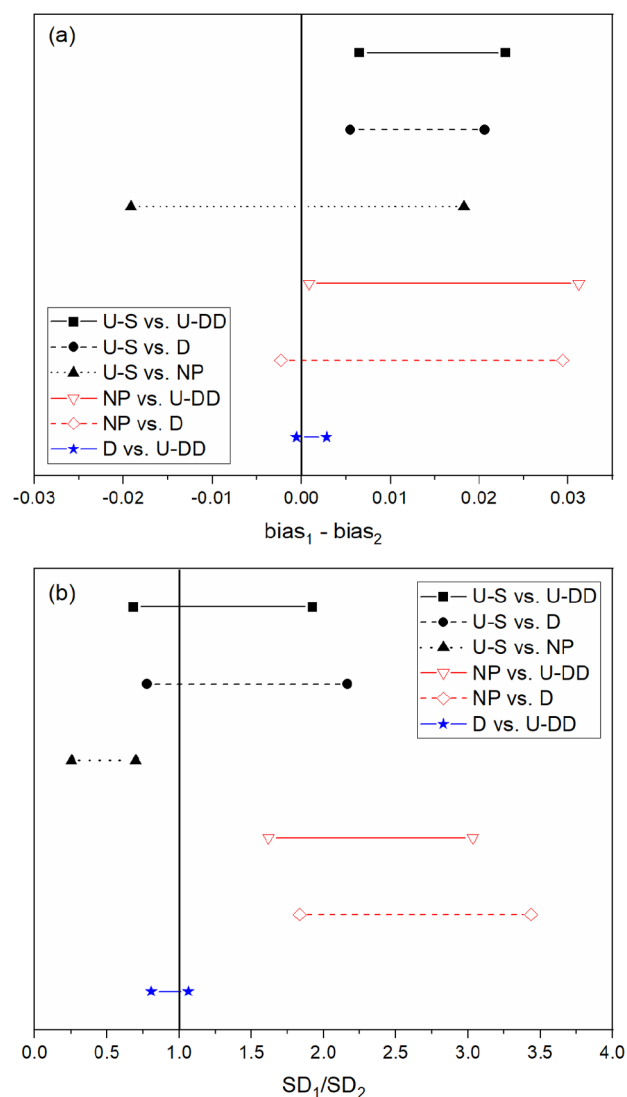 (a)
U-S vs. U-DD
U-S vs. D
U-S vs. NP
NP vs. U-DD
NP vs. D
D vs. U-DD
-0.03 -0.02 -0.01 0.00 0.01 0.02 0.03
bias₁ - bias₂
(b)
U-S vs. U-DD
U-S vs. D
U-S vs. NP
NP vs. U-DD
NP vs. D
D vs. U-DD
0.0 0.5 1.0 1.5 2.0 2.5 3.0 3.5 4.0
SD₁/SD₂